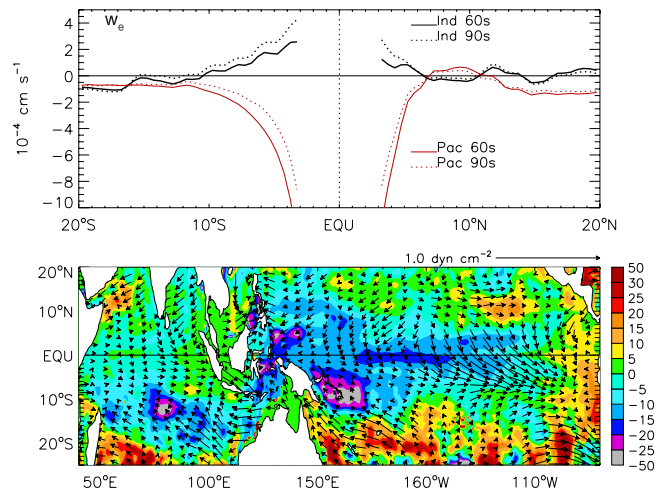 Wₑ
Ind 60s
Ind 90s
4
2
0
-2
-4
-6
-8
-10
10⁻⁴ cm s⁻¹
Pac 60s
Pac 90s
20°S 10°S EQU 10°N 20°N
1.0 dyn cm⁻²
20°N
10°N
EQU
10°S
20°S
50°E 100°E 150°E 160°W 110°W
50
30
25
20
15
10
5
0
-5
-10
-15
-20
-25
-50